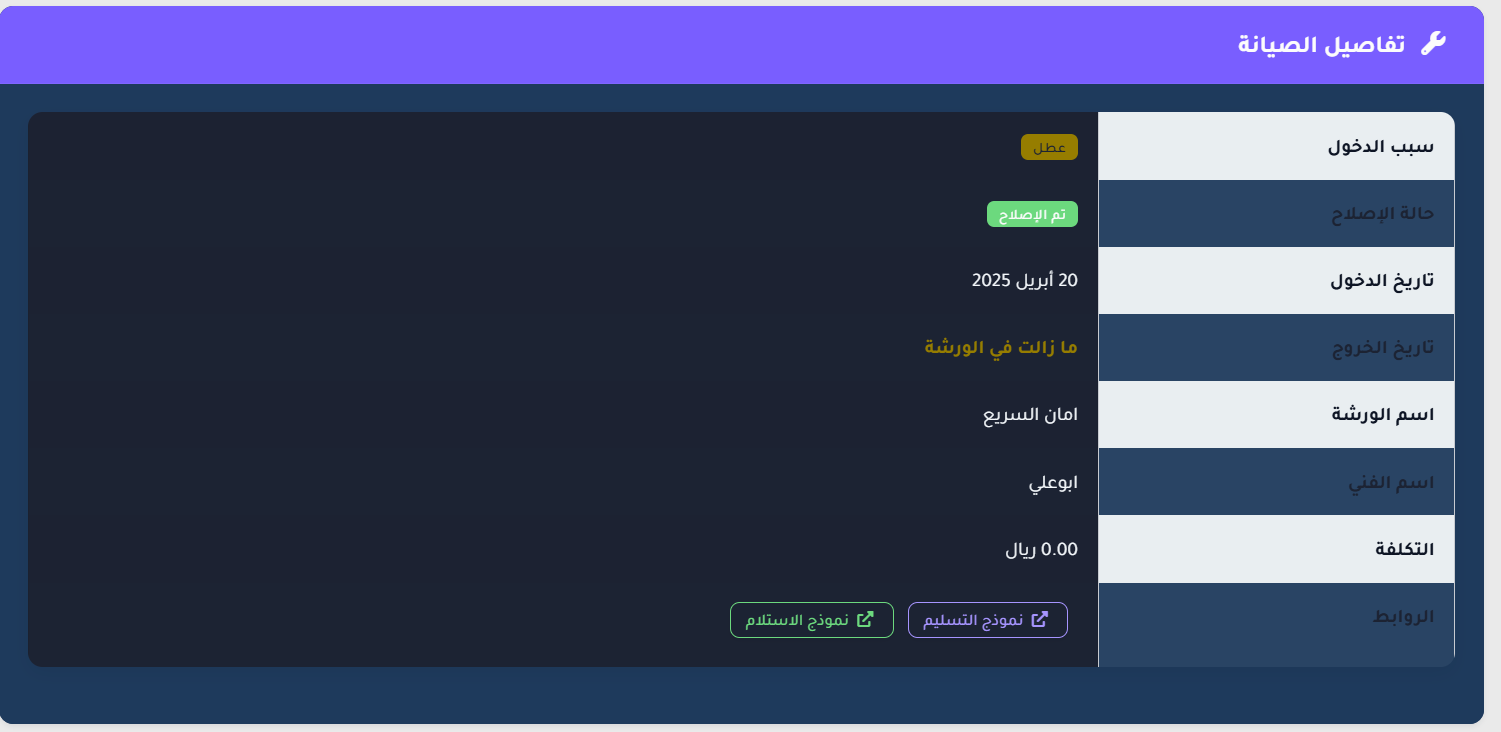 تفاصيل الصيانة
سبب الدخول عطل
حالة الإصلاح تم الإصلاح
تاريخ الدخول 20 أبريل 2025
تاريخ الخروج ما زالت في الورشة
اسم الورشة امان السريع
اسم الفني ابوعلي
التكلفة 0.00 ريال
الروابط نموذج التسليم نموذج الاستلام